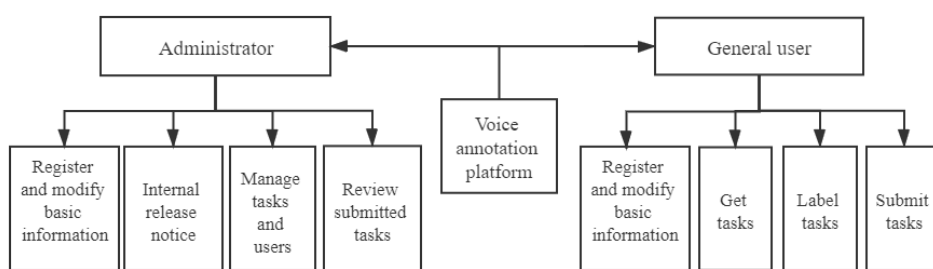 Administrator
General user
Voice
annotation
platform
Register
and modify
basic
information
Internal
release
notice
Manage
tasks
and
users
Review
submitted
tasks
Register
and modify
basic
information
Get
tasks
Label
tasks
Submit
tasks